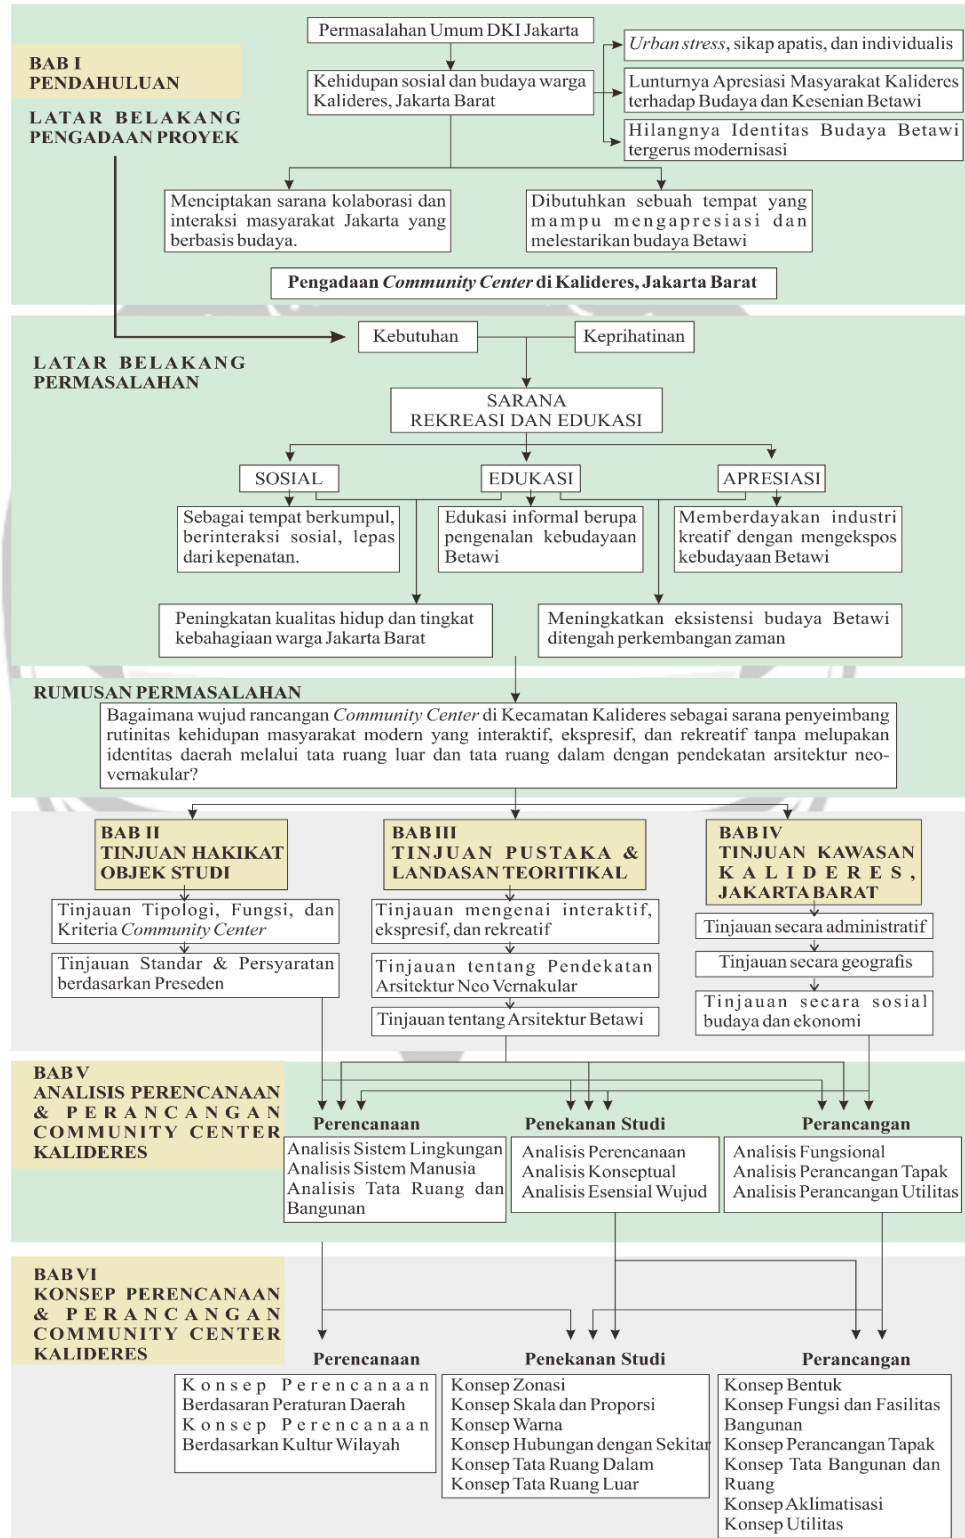 BAB I
PENDAHULUAN
LATAR BELAKANG
PENGADAAN PROYEK
Permasalahan Umum DKI Jakarta
Kehidupan sosial dan budaya warga
Kalideres, Jakarta Barat
Urban stress, sikap apatis, dan individualis
Lunturnya Apresiasi Masyarakat Kalideres
terhadap Budaya dan Kesenian Betawi
Hilangnya Identitas Budaya Betawi
tergerus modernisasi
Menciptakan sarana kolaborasi dan
interaksi masyarakat Jakarta yang
berbasis budaya.
Dibutuhkan sebuah tempat yang
mampu mengapresiasi dan
melestarikan budaya Betawi
Pengadaan Community Center di Kalideres, Jakarta Barat
LATAR BELAKANG
PERMASALAHAN
Kebutuhan
Keprihatinan
SARANA
REKREASI DAN EDUKASI
SOSIAL
EDUKASI
APRESIASI
Sebagai tempat berkumpul,
berinteraksi sosial, lepas
dari kepenatan.
Edukasi informal berupa
pengenalan kebudayaan
Betawi
Memberdayakan industri
kreatif dengan mengekspos
kebudayaan Betawi
Peningkatan kualitas hidup dan tingkat
kebahagiaan warga Jakarta Barat
Meningkatkan eksistensi budaya Betawi
ditengah perkembangan zaman
RUMUSAN PERMASALAHAN
Bagaimana wujud rancangan Community Center di Kecamatan Kalideres sebagai sarana penyeimbang
rutinitas kehidupan masyarakat modern yang interaktif, ekspresif, dan rekreatif tanpa melupakan
identitas daerah melalui tata ruang luar dan tata ruang dalam dengan pendekatan arsitektur neo-
vernakular?
BAB II
TINJUAN HAKIKAT
OBJEK STUDI
Tinjauan Tipologi, Fungsi, dan
Kriteria Community Center
Tinjauan Standar & Persyaratan
berdasarkan Preseden
BAB III
TINJUAN PUSTAKA &
LANDASAN TEORITIKAL
Tinjauan mengenai interaktif,
ekspresif, dan rekreatif
Tinjauan tentang Pendekatan
Arsitektur Neo Vernakular
Tinjauan tentang Arsitektur Betawi
BAB IV
TINJUAN KAWASAN
KALIDERES,
JAKARTA BARAT
Tinjauan secara administratif
Tinjauan secara geografis
Tinjauan secara sosial
budaya dan ekonomi
BAB V
ANALISIS PERENCANAAN
& PERANCANGAN
COMMUNITY CENTER
KALIDERES
Perencanaan
Analisis Sistem Lingkungan
Analisis Sistem Manusia
Analisis Tata Ruang dan
Bangunan
Penekanan Studi
Analisis Perencanaan
Analisis Konseptual
Analisis Esensial Wujud
Perancangan
Analisis Fungsional
Analisis Perancangan Tapak
Analisis Perancangan Utilitas
BAB VI
KONSEP PERENCANAAN
& PERANCANGAN
COMMUNITY CENTER
KALIDERES
Perencanaan
Konsep Perencanaan
Berdasaran Peraturan Daerah
Konsep Perencanaan
Berdasarkan Kultur Wilayah
Penekanan Studi
Konsep Zonasi
Konsep Skala dan Proporsi
Konsep Warna
Konsep Hubungan dengan Sekitar
Konsep Tata Ruang Dalam
Konsep Tata Ruang Luar
Perancangan
Konsep Bentuk
Konsep Fungsi dan Fasilitas
Bangunan
Konsep Perancangan Tapak
Konsep Tata Bangunan dan
Ruang
Konsep Aklimatisasi
Konsep Utilitas